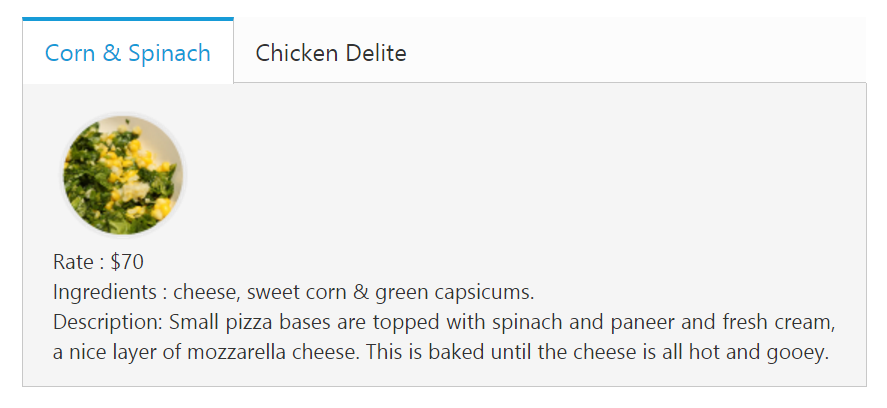 Corn & Spinach Chicken Delite
Rate : $70
Ingredients : cheese, sweet corn & green capsicums.
Description: Small pizza bases are topped with spinach and paneer and fresh cream,
a nice layer of mozzarella cheese. This is baked until the cheese is all hot and gooey.